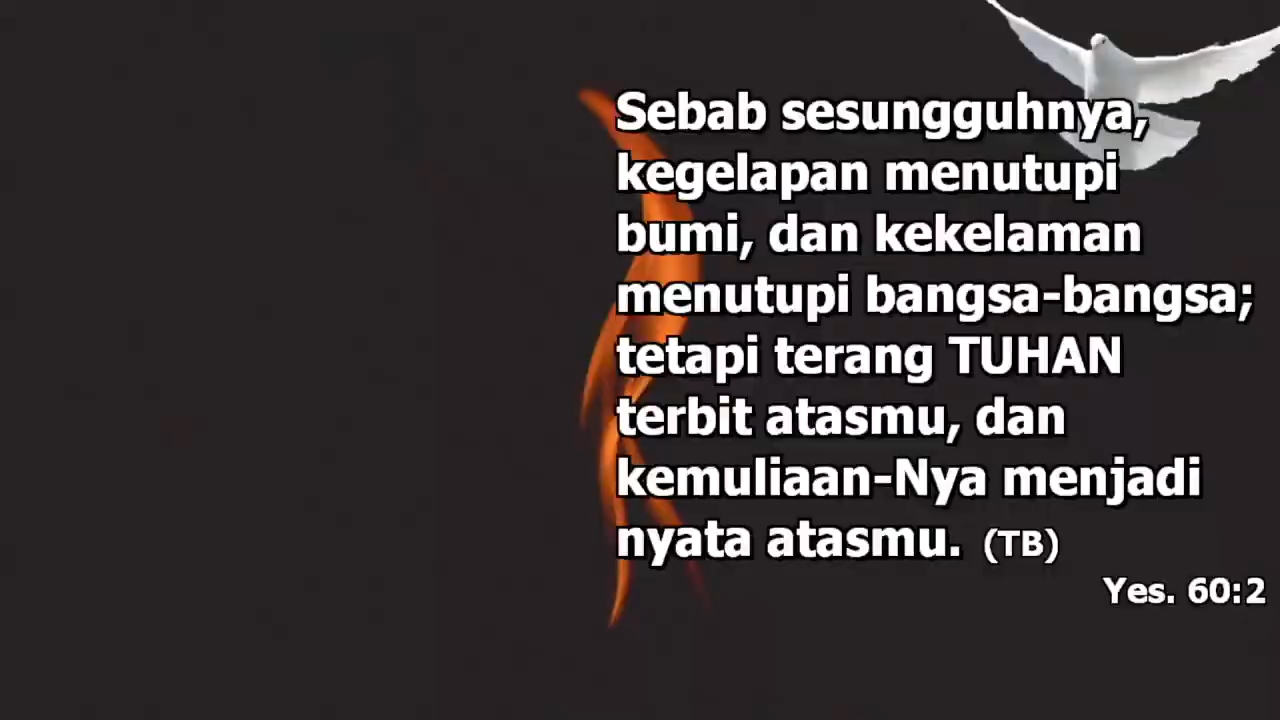 Sebab sesungguhnya,
kegelapan menutupi
bumi, dan kekelaman
menutupi bangsa-bangsa;
tetapi terang TUHAN
terbit atasmu, dan
kemuliaan-Nya menjadi
nyata atasmu. (TB)
Yes. 60:2